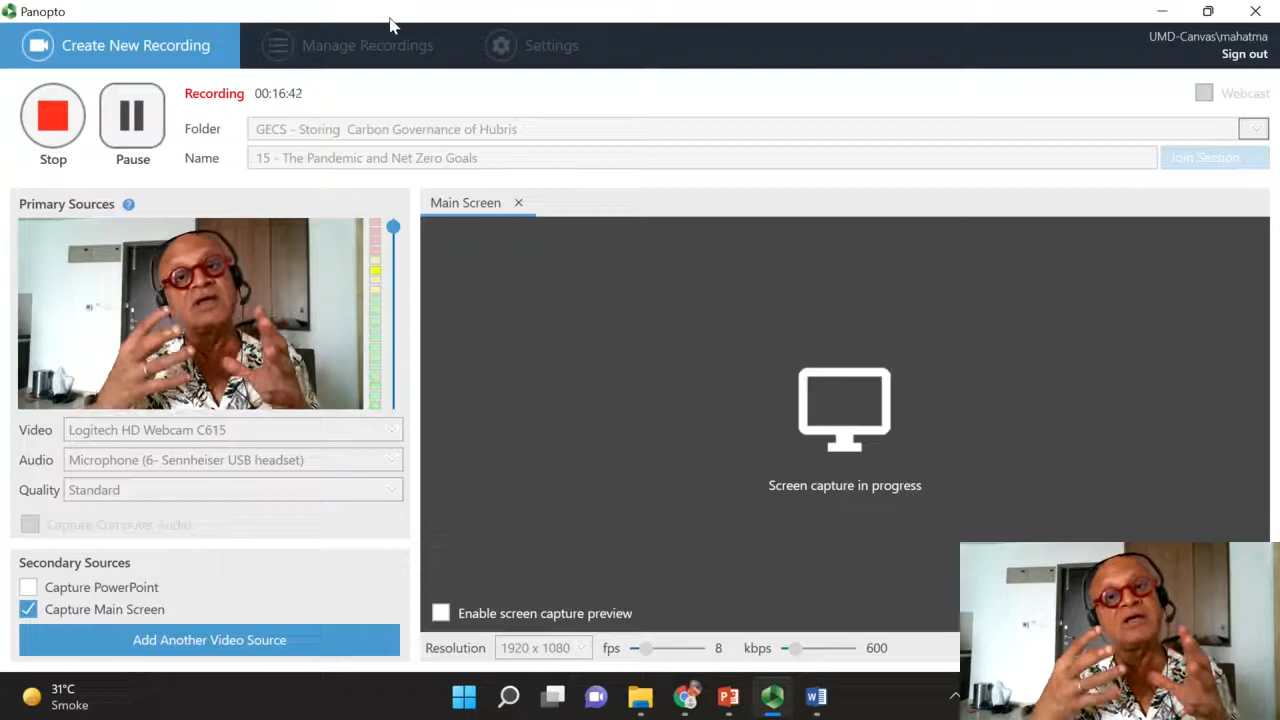 Panopto
Create New Recording
Manage Recordings
Settings
UMD-Canvas\mahatma
Sign out
Recording 00:16:42
Webcast
Folder GECS - Storing Carbon Governance of Hubris
Name 15 - The Pandemic and Net Zero Goals
Join Session
Stop
Pause
Primary Sources
Main Screen
Video Logitech HD Webcam C615
Audio Microphone (6- Sennheiser USB headset)
Quality Standard
Capture Computer Audio
Screen capture in progress
Secondary Sources
Capture PowerPoint
Capture Main Screen
Add Another Video Source
Enable screen capture preview
Resolution 1920 x 1080 fps 8 kbps 600
31°C
Smoke